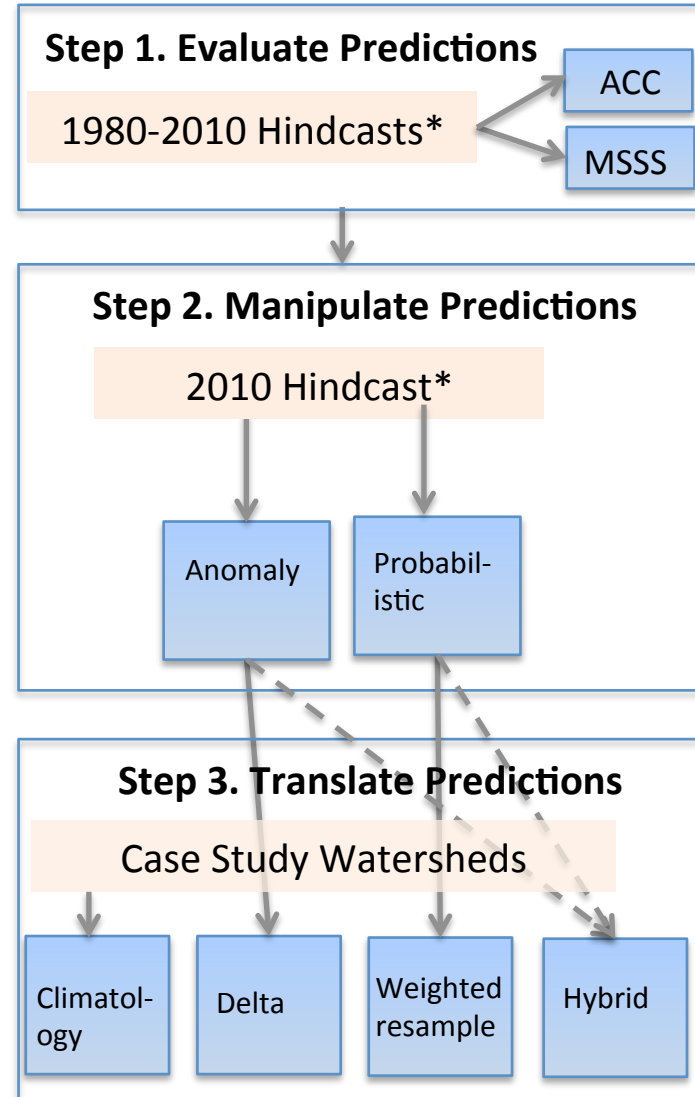 Step 1. Evaluate Predictions
ACC
1980-2010 Hindcasts*
MSSS
Step 2. Manipulate Predictions
2010 Hindcast*
Anomaly
Probabil-
istic
Step 3. Translate Predictions
Case Study Watersheds
Climatol-
ogy
Delta
Weighted
resample
Hybrid